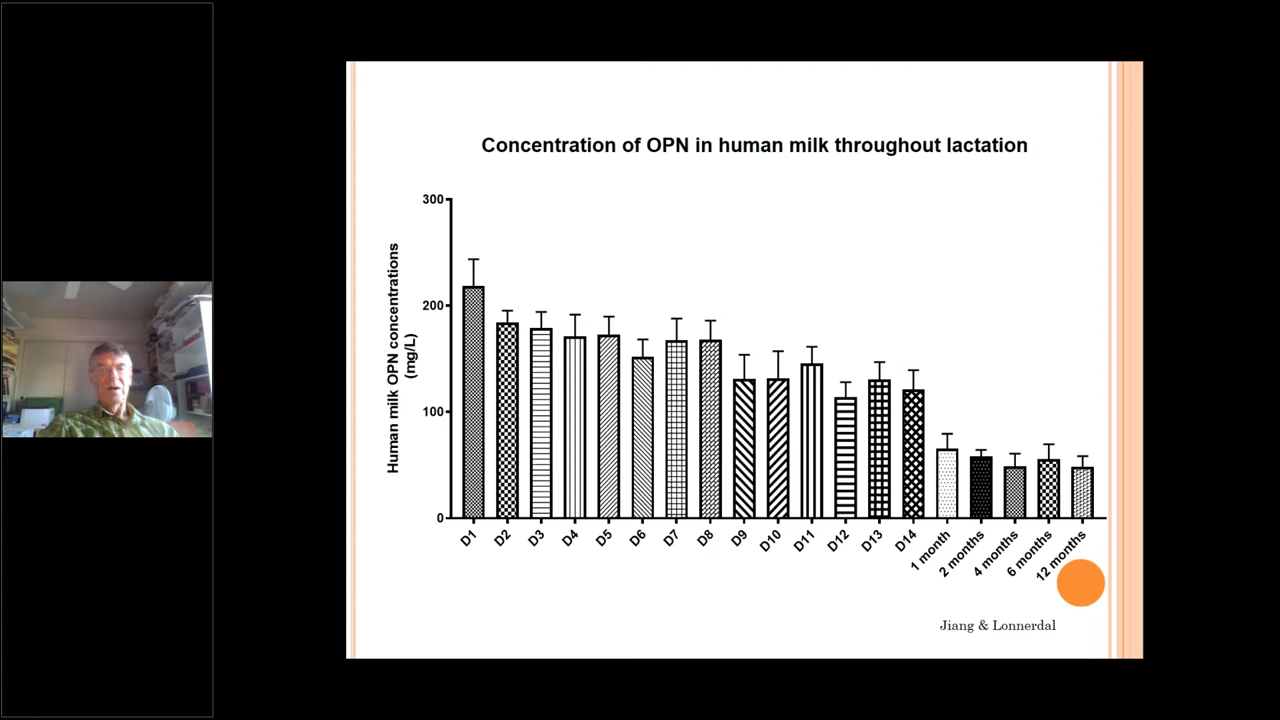 Concentration of OPN in human milk throughout lactation
Human milk OPN concentrations
(mg/L)
300
200
100
0
D1
D2
D3
D4
D5
D6
D7
D8
D9
D10
D11
D12
D13
D14
1 month
2 months
4 months
6 months
12 months
Jiang & Lonnerdal